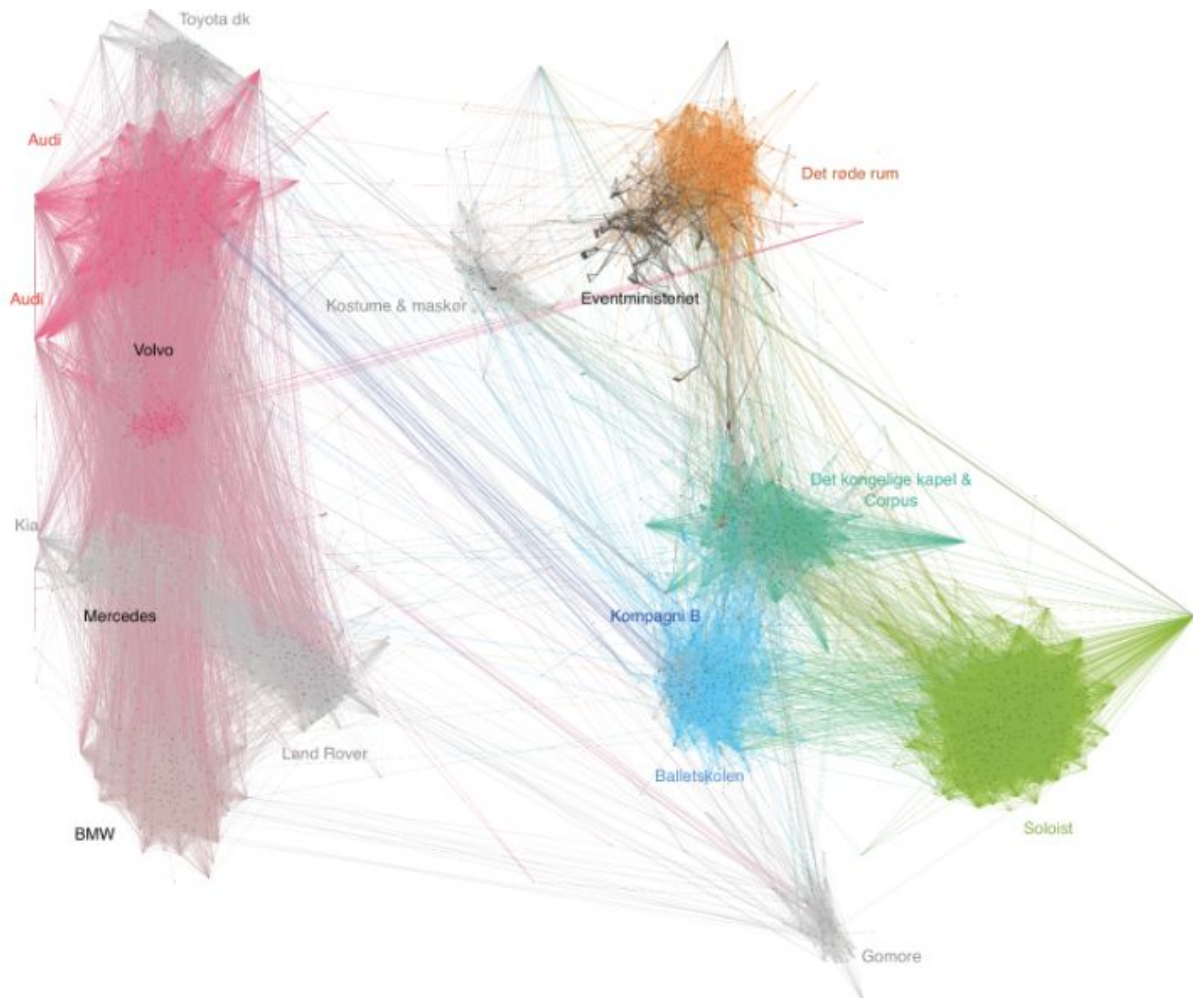 Toyota dk
Audi
Det røde rum
Audi
Eventministeriet
Kostume & maskør
Volvo
Det kongelige kapel &
Corpus
Kia
Mercedes
Kompagni B
Land Rover
Balletskolen
BMW
Soloist
Gomore